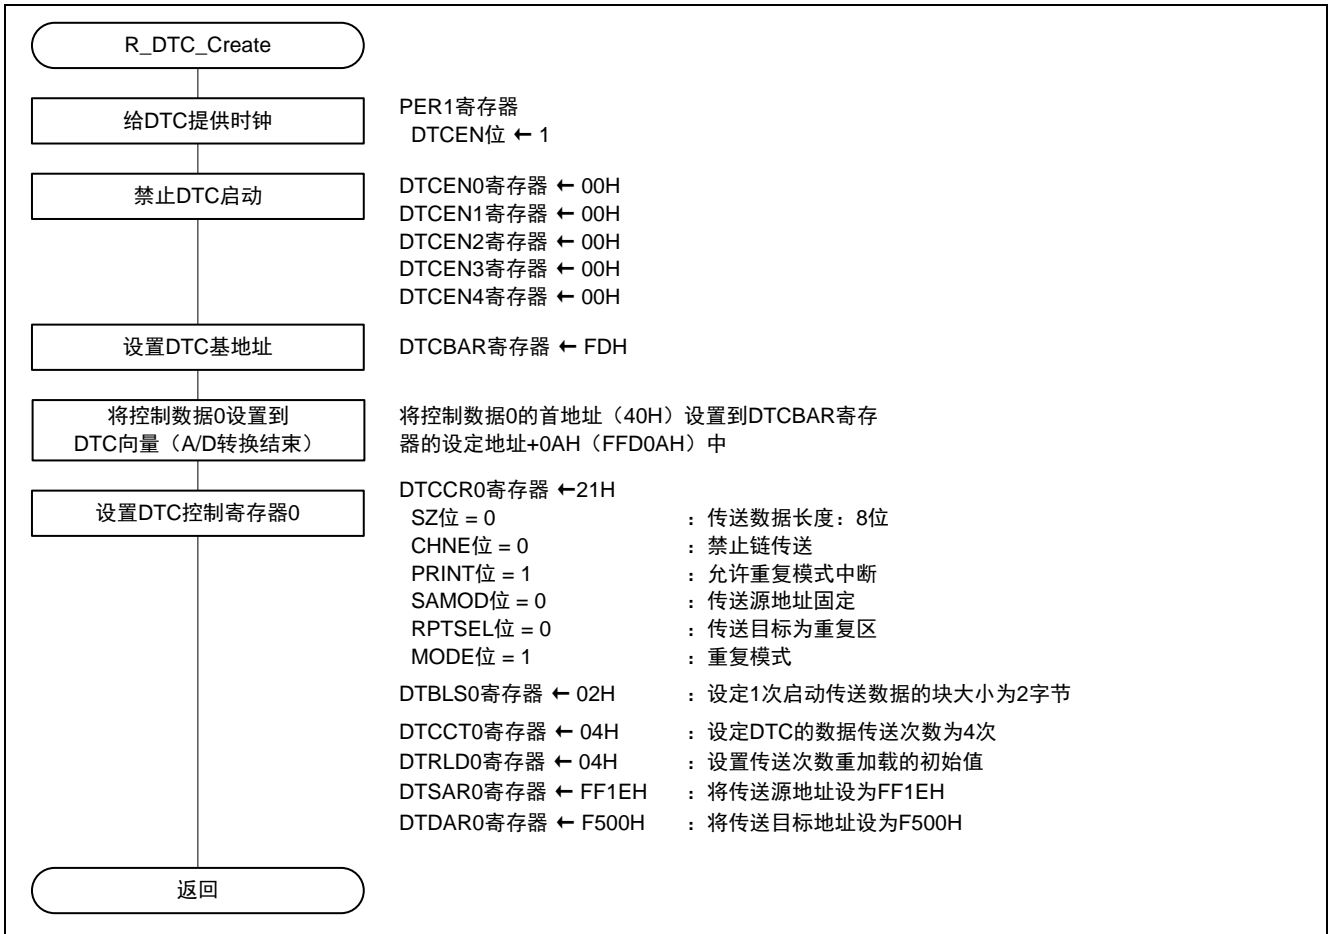 R_DTC_Create
给DTC提供时钟
PER1寄存器
DTCEN位 ← 1
禁止DTC启动
DTCEN0寄存器 ← 00H
DTCEN1寄存器 ← 00H
DTCEN2寄存器 ← 00H
DTCEN3寄存器 ← 00H
DTCEN4寄存器 ← 00H
设置DTC基地址
DTCBAR寄存器 ← FDH
将控制数据0设置到
DTC向量（A/D转换结束）
将控制数据0的首地址（40H）设置到DTCBAR寄存
器的设定地址+0AH（FFD0AH）中
设置DTC控制寄存器0
DTCCR0寄存器 ←21H
SZ位 = 0 ：传送数据长度：8位
CHNE位 = 0 ：禁止链传送
PRINT位 = 1 ：允许重复模式中断
SAMOD位 = 0 ：传送源地址固定
RPTSEL位 = 0 ：传送目标为重复区
MODE位 = 1 ：重复模式
DTBLS0寄存器 ← 02H ：设定1次启动传送数据的块大小为2字节
DTCCT0寄存器 ← 04H ：设定DTC的数据传送次数为4次
DTRLD0寄存器 ← 04H ：设置传送次数重加载的初始值
DTSAR0寄存器 ← FF1EH ：将传送源地址设为FF1EH
DTDAR0寄存器 ← F500H ：将传送目标地址设为F500H
返回